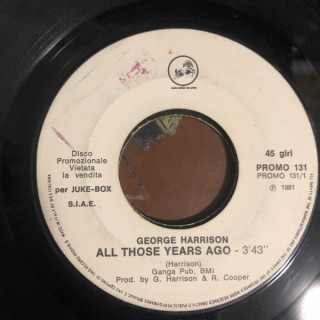 Disco
Promozionale
Vietata
la vendita
per JUKE-BOX
S.I.A.E.
45 giri
PROMO 131
PROMO 131/1
℗ 1981
GEORGE HARRISON
ALL THOSE YEARS AGO - 3'43"
(Harrison)
Ganga Pub. BMI
Prod. by G. Harrison & R. Cooper